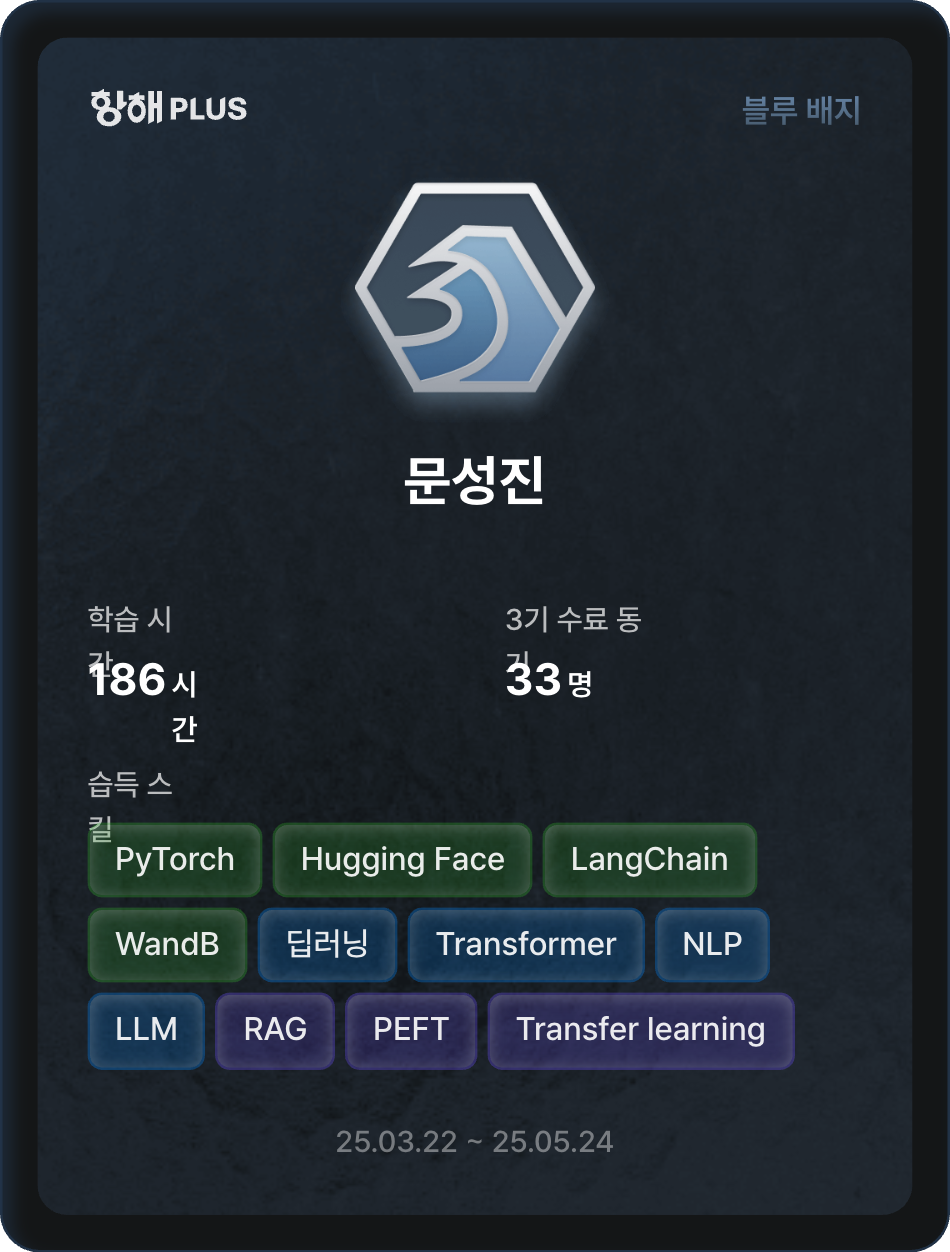 항해 PLUS
블루 배지
문성진
학습 시
간
186 시
간
3기 수료 동
기
33 명
습득 스
킬
PyTorch
Hugging Face
LangChain
WandB
딥러닝
Transformer
NLP
LLM
RAG
PEFT
Transfer learning
25.03.22 ~ 25.05.24